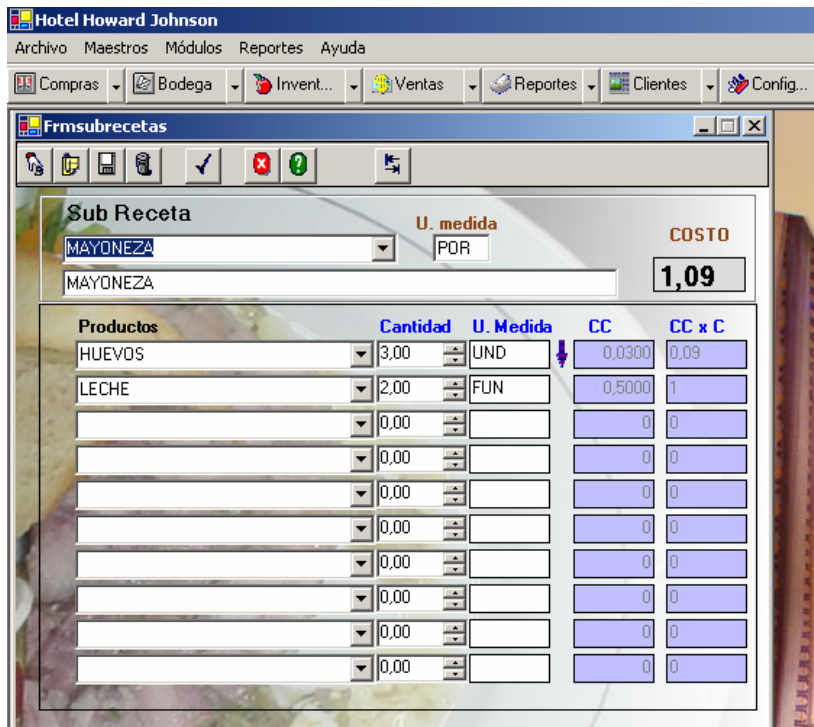 Hotel Howard Johnson
Archivo Maestros Módulos Reportes Ayuda
Compras Bodega Invent... Ventas Reportes Clientes Config...
Frmsubrecetas
Sub Receta
U. medida
COSTO
MAYONEZA POR
1,09
MAYONEZA
Productos Cantidad U. Medida CC CC x C
HUEVOS 3,00 UND 0,0300 0,09
LECHE 2,00 FUN 0,5000 1
0,00 0 0
0,00 0 0
0,00 0 0
0,00 0 0
0,00 0 0
0,00 0 0
0,00 0 0
0,00 0 0